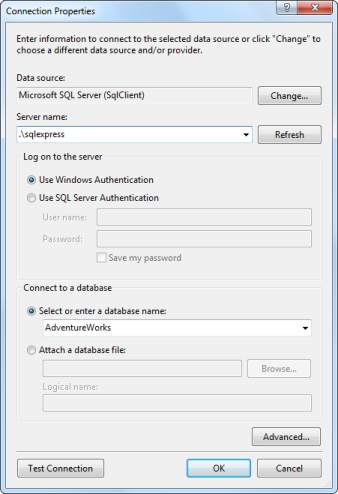 Connection Properties
?
Enter information to connect to the selected data source or click "Change" to
choose a different data source and/or provider.
Data source:
Microsoft SQL Server (SqlClient)
Change...
Server name:
.\sqlexpress
Refresh
Log on to the server
Use Windows Authentication
Use SQL Server Authentication
User name:
Password:
Save my password
Connect to a database
Select or enter a database name:
AdventureWorks
Attach a database file:
Browse...
Logical name:
Advanced...
Test Connection
OK
Cancel